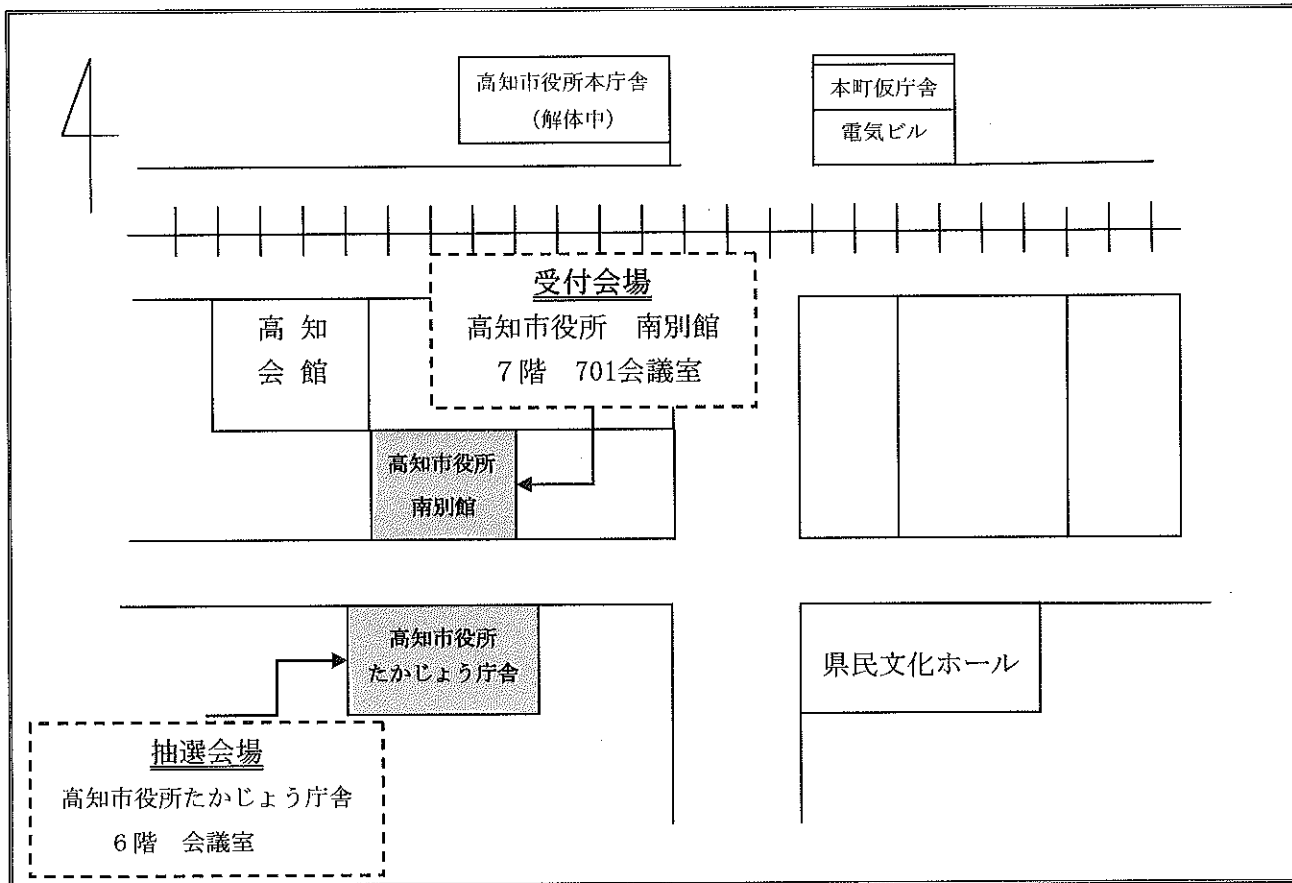 高知市役所本庁舎
（解体中）
本町仮庁舎
電気ビル
受付会場
高知市役所　南別館
７階　701会議室
高知
会館
高知市役所
南別館
高知市役所
たかじょう庁舎
県民文化ホール
抽選会場
高知市役所たかじょう庁舎
６階　会議室